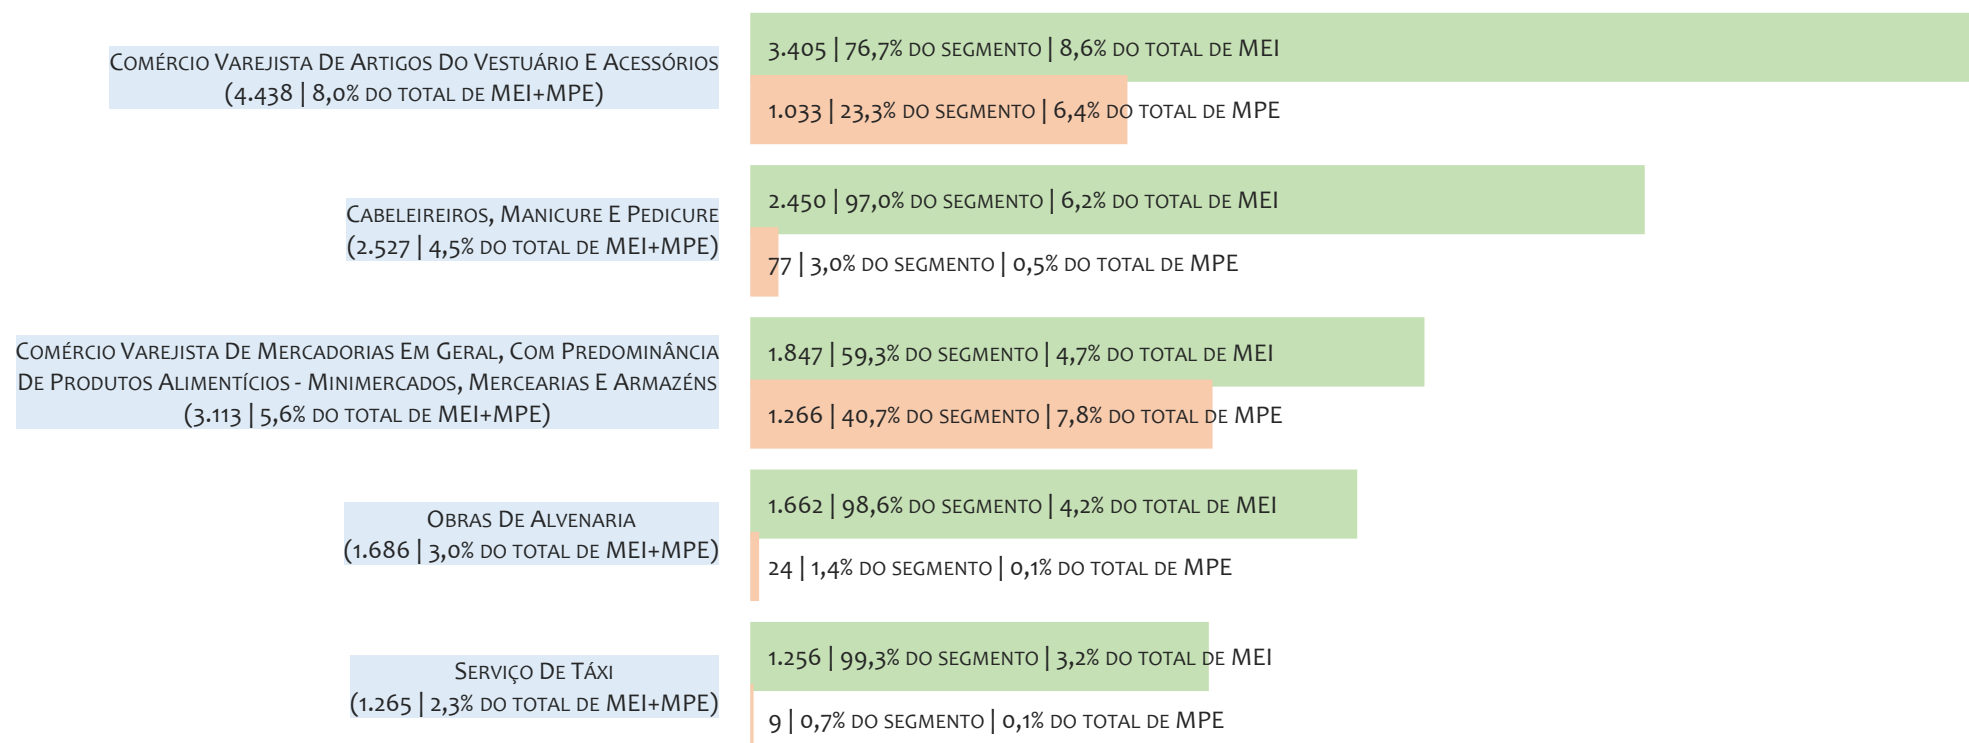 Comércio Varejista De Artigos Do Vestuário E Acessórios
(4.438 | 8,0% do total de MEI+MPE)
3.405 | 76,7% do segmento | 8,6% do total de MEI
1.033 | 23,3% do segmento | 6,4% do total de MPE
Cabeleireiros, Manicure E Pedicure
(2.527 | 4,5% do total de MEI+MPE)
2.450 | 97,0% do segmento | 6,2% do total de MEI
77 | 3,0% do segmento | 0,5% do total de MPE
Comércio Varejista De Mercadorias Em Geral, Com Predominância
De Produtos Alimentícios - Minimercados, Mercearias E Armazéns
(3.113 | 5,6% do total de MEI+MPE)
1.847 | 59,3% do segmento | 4,7% do total de MEI
1.266 | 40,7% do segmento | 7,8% do total de MPE
Obras De Alvenaria
(1.686 | 3,0% do total de MEI+MPE)
1.662 | 98,6% do segmento | 4,2% do total de MEI
24 | 1,4% do segmento | 0,1% do total de MPE
Serviço De Táxi
(1.265 | 2,3% do total de MEI+MPE)
1.256 | 99,3% do segmento | 3,2% do total de MEI
9 | 0,7% do segmento | 0,1% do total de MPE